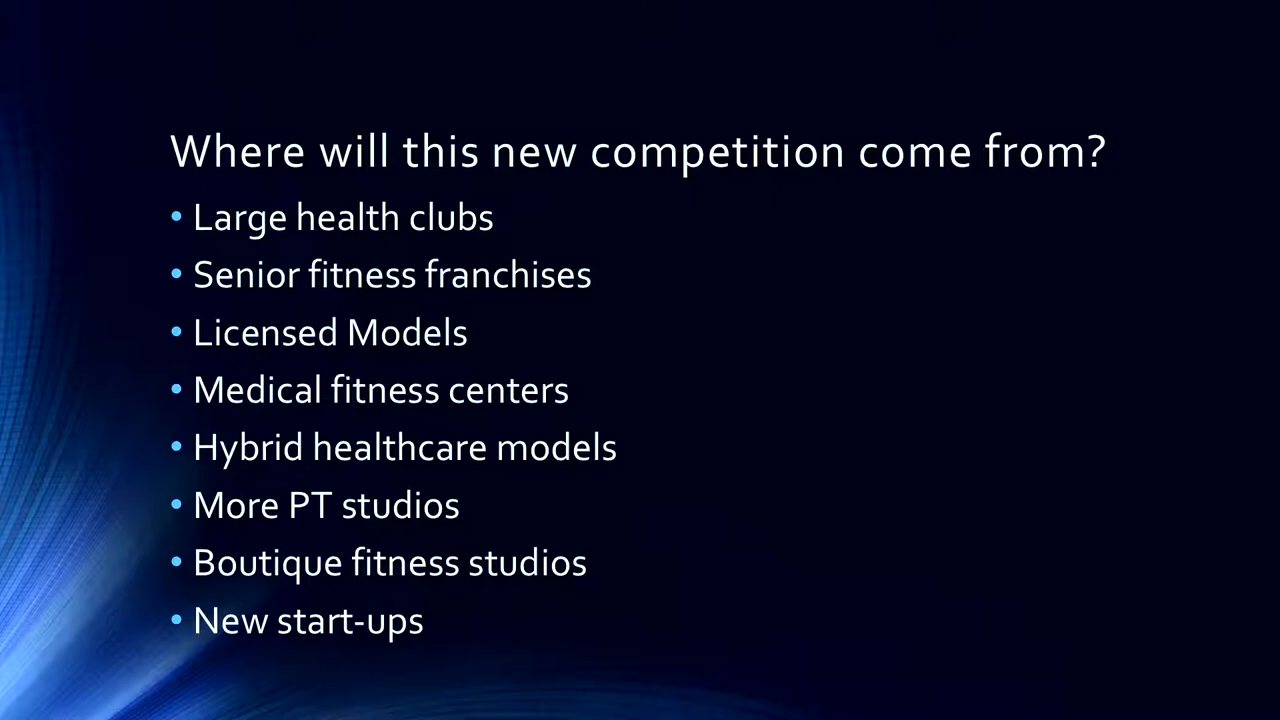 Where will this new competition come from?
• Large health clubs
• Senior fitness franchises
• Licensed Models
• Medical fitness centers
• Hybrid healthcare models
• More PT studios
• Boutique fitness studios
• New start-ups